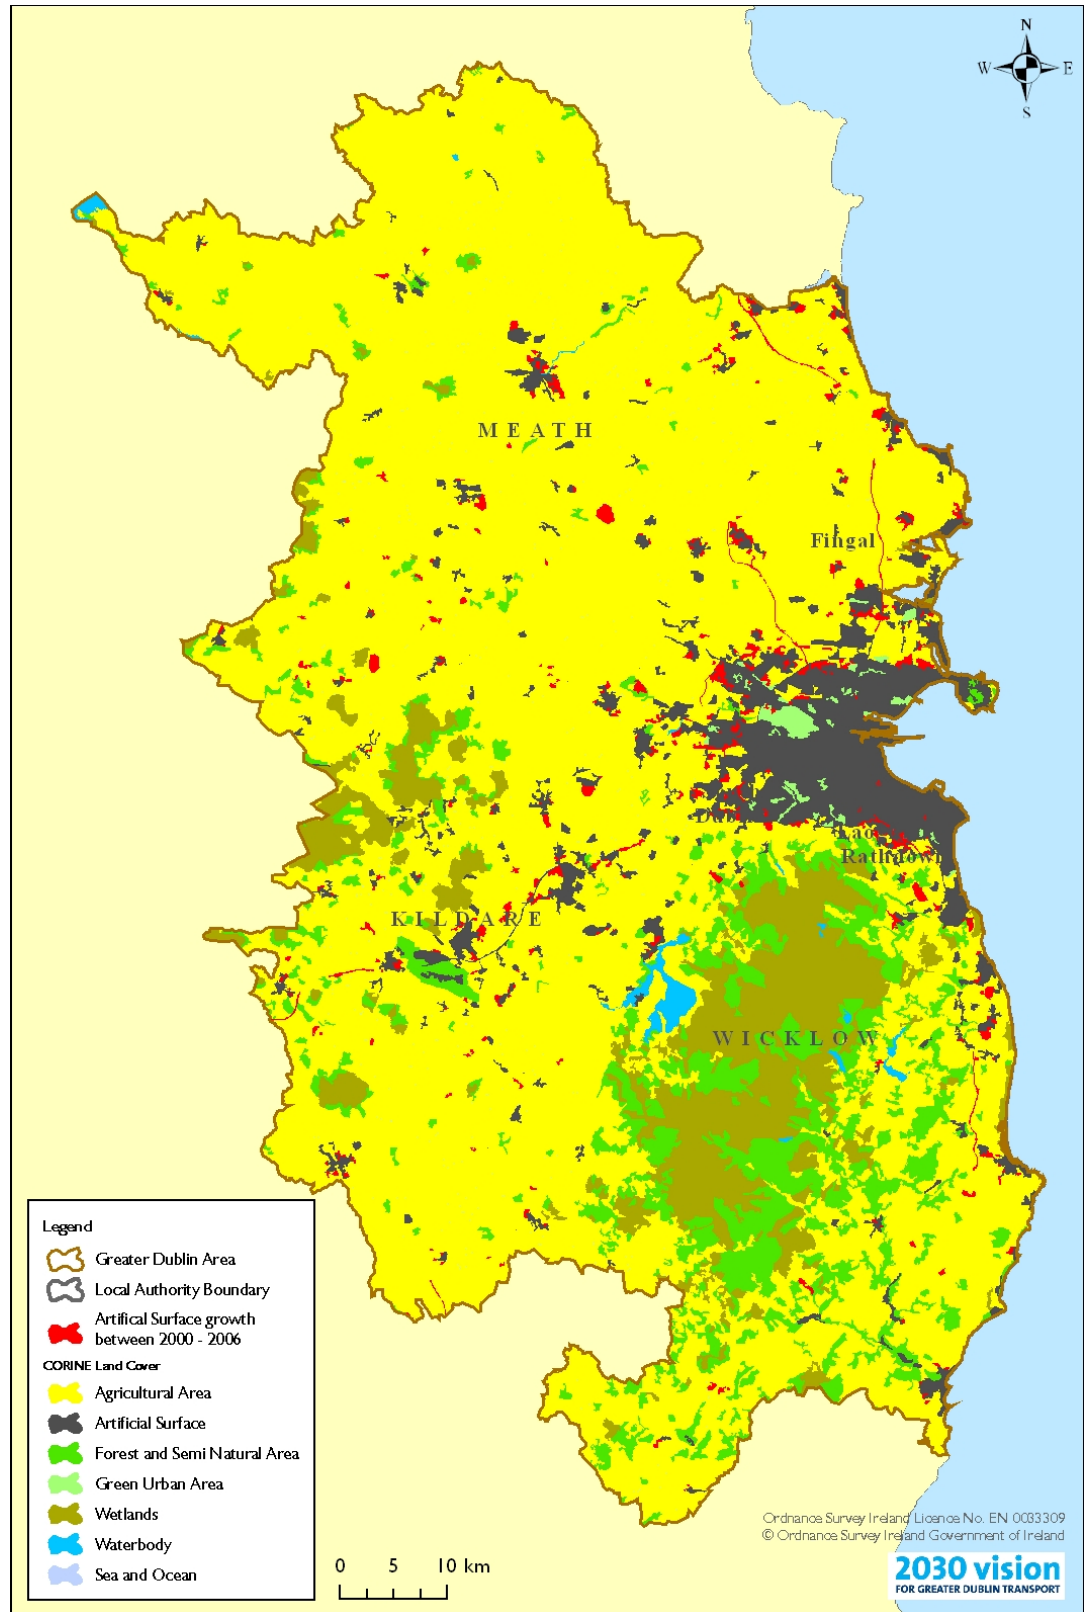 N
W E
S
MEATH
Fingal
Rathdown
KILDARE
WICKLOW
Legend
Greater Dublin Area
Local Authority Boundary
Artifical Surface growth
between 2000 - 2006
CORINE Land Cover
Agricultural Area
Artificial Surface
Forest and Semi Natural Area
Green Urban Area
Wetlands
Waterbody
Sea and Ocean
0 5 10 km
Ordnance Survey Ireland Licence No. EN 0033309
© Ordnance Survey Ireland Government of Ireland
2030 vision
FOR GREATER DUBLIN TRANSPORT